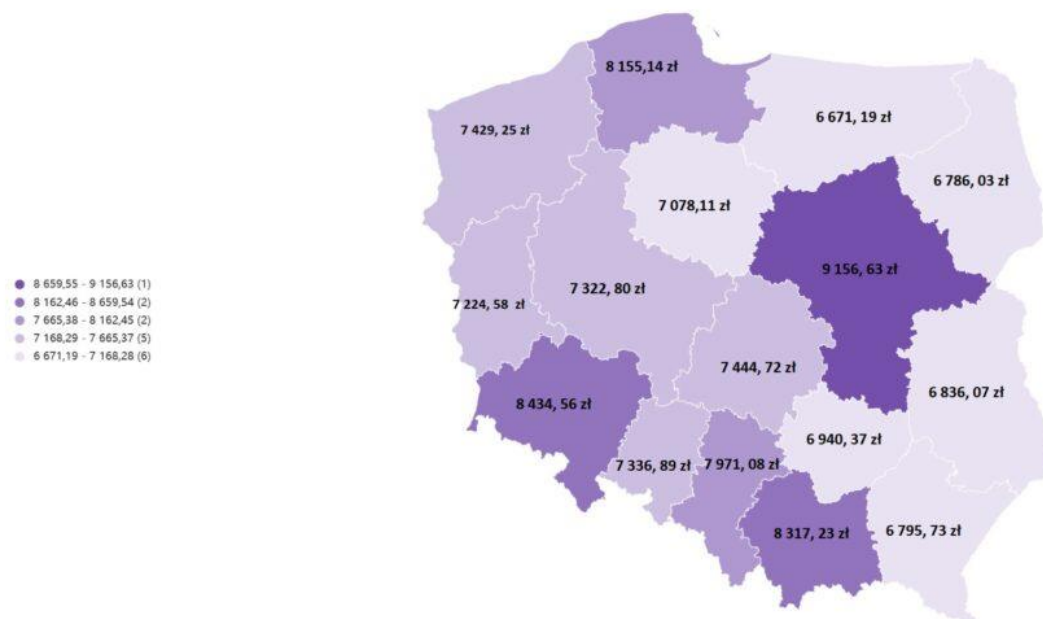 8 155,14 zł
7 429, 25 zł
6 671, 19 zł
6 786, 03 zł
7 078,11 zł
9 156, 63 zł
8 659,55 - 9 156,63 (1)
8 162,46 - 8 659,54 (2)
7 665,38 - 8 162,45 (2)
7 168,29 - 7 665,37 (5)
6 671,19 - 7 168,28 (6)
7 322, 80 zł
7 224, 58 zł
7 444, 72 zł
6 836, 07 zł
8 434, 56 zł
6 940, 37 zł
7 336, 89 zł
7 971, 08 zł
8 317, 23 zł
6 795, 73 zł